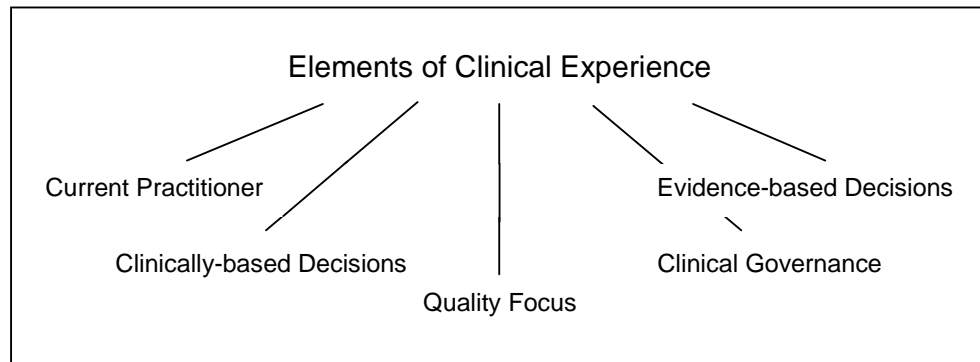 Elements of Clinical Experience
Current Practitioner
Evidence-based Decisions
Clinically-based Decisions
Clinical Governance
Quality Focus